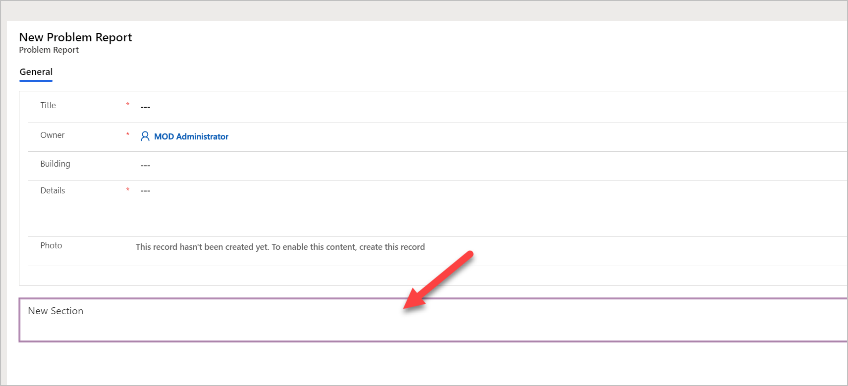 New Problem Report
Problem Report
General
Title * ---
Owner * MOD Administrator
Building ---
Details * ---
Photo This record hasn't been created yet. To enable this content, create this record
New Section